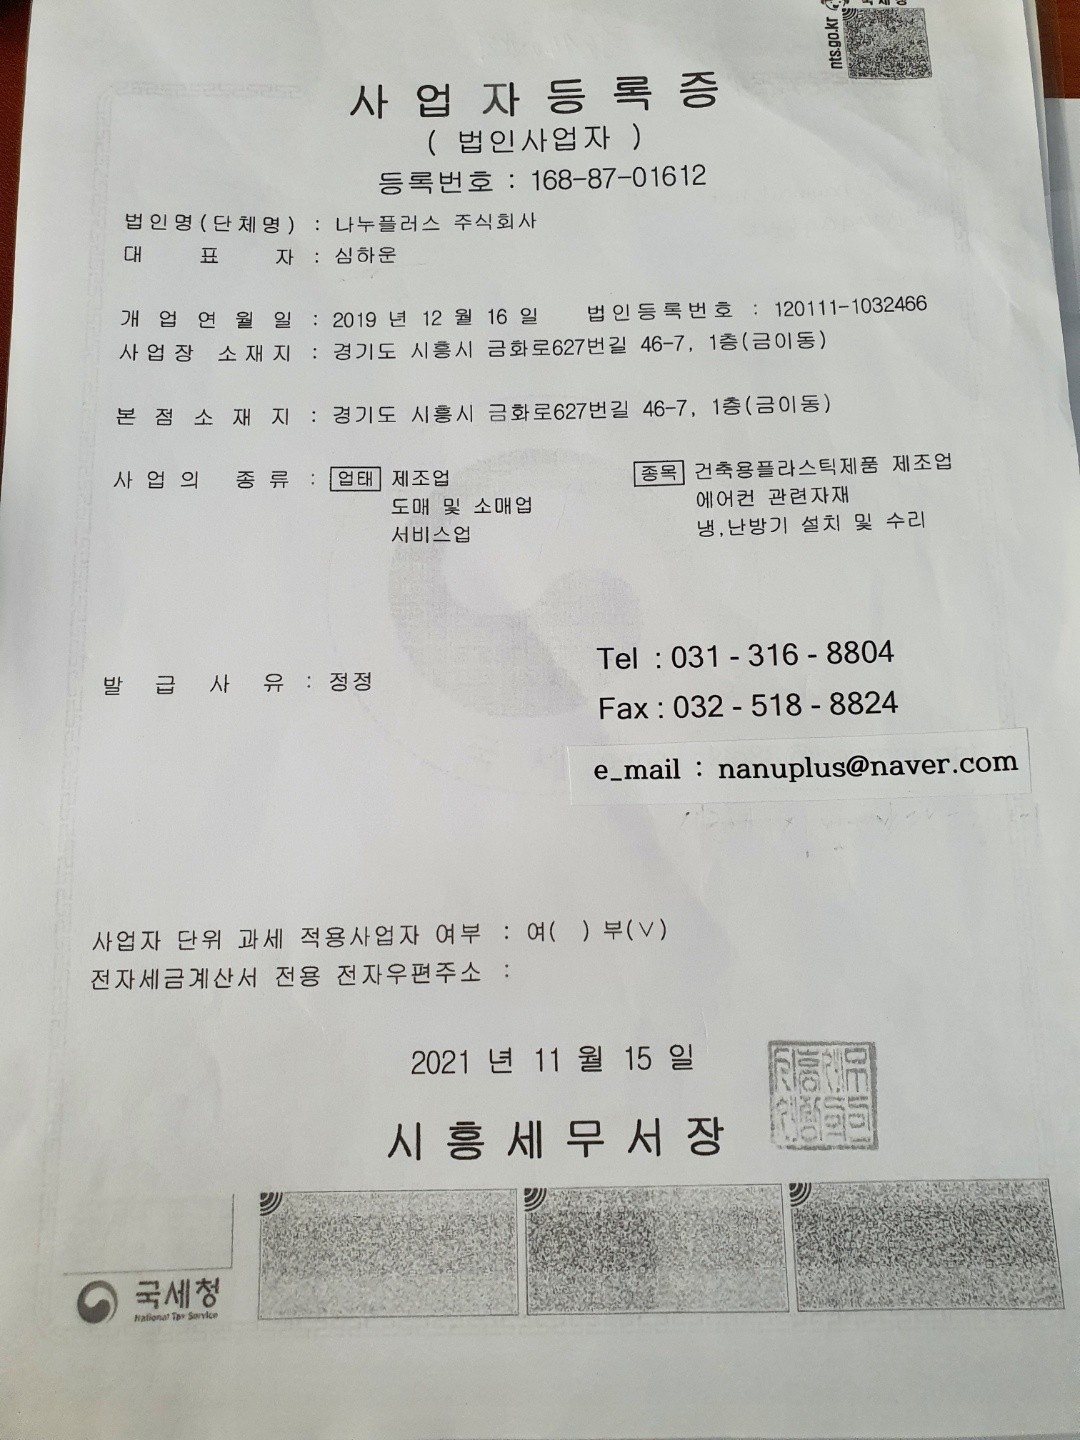 국세청
nts.go.kr
사업자등록증
( 법인사업자 )
등록번호 : 168-87-01612
법인명(단체명) : 나누플러스 주식회사
대 표 자 : 심하운
개 업 연 월 일 : 2019 년 12 월 16 일 법인등록번호 : 120111-1032466
사업장 소재지 : 경기도 시흥시 금화로627번길 46-7, 1층(금이동)
본 점 소 재 지 : 경기도 시흥시 금화로627번길 46-7, 1층(금이동)
사 업 의 종 류 : 업태 제조업 종목 건축용플라스틱제품 제조업
도매 및 소매업 에어컨 관련자재
서비스업 냉,난방기 설치 및 수리
Tel : 031 - 316 - 8804
발 급 사 유 : 정정
Fax : 032 - 518 - 8824
e_mail : nanuplus@naver.com
사업자 단위 과세 적용사업자 여부 : 여( ) 부(∨)
전자세금계산서 전용 전자우편주소 :
2021 년 11 월 15 일
시흥세무서장
국세청
National Tax Service